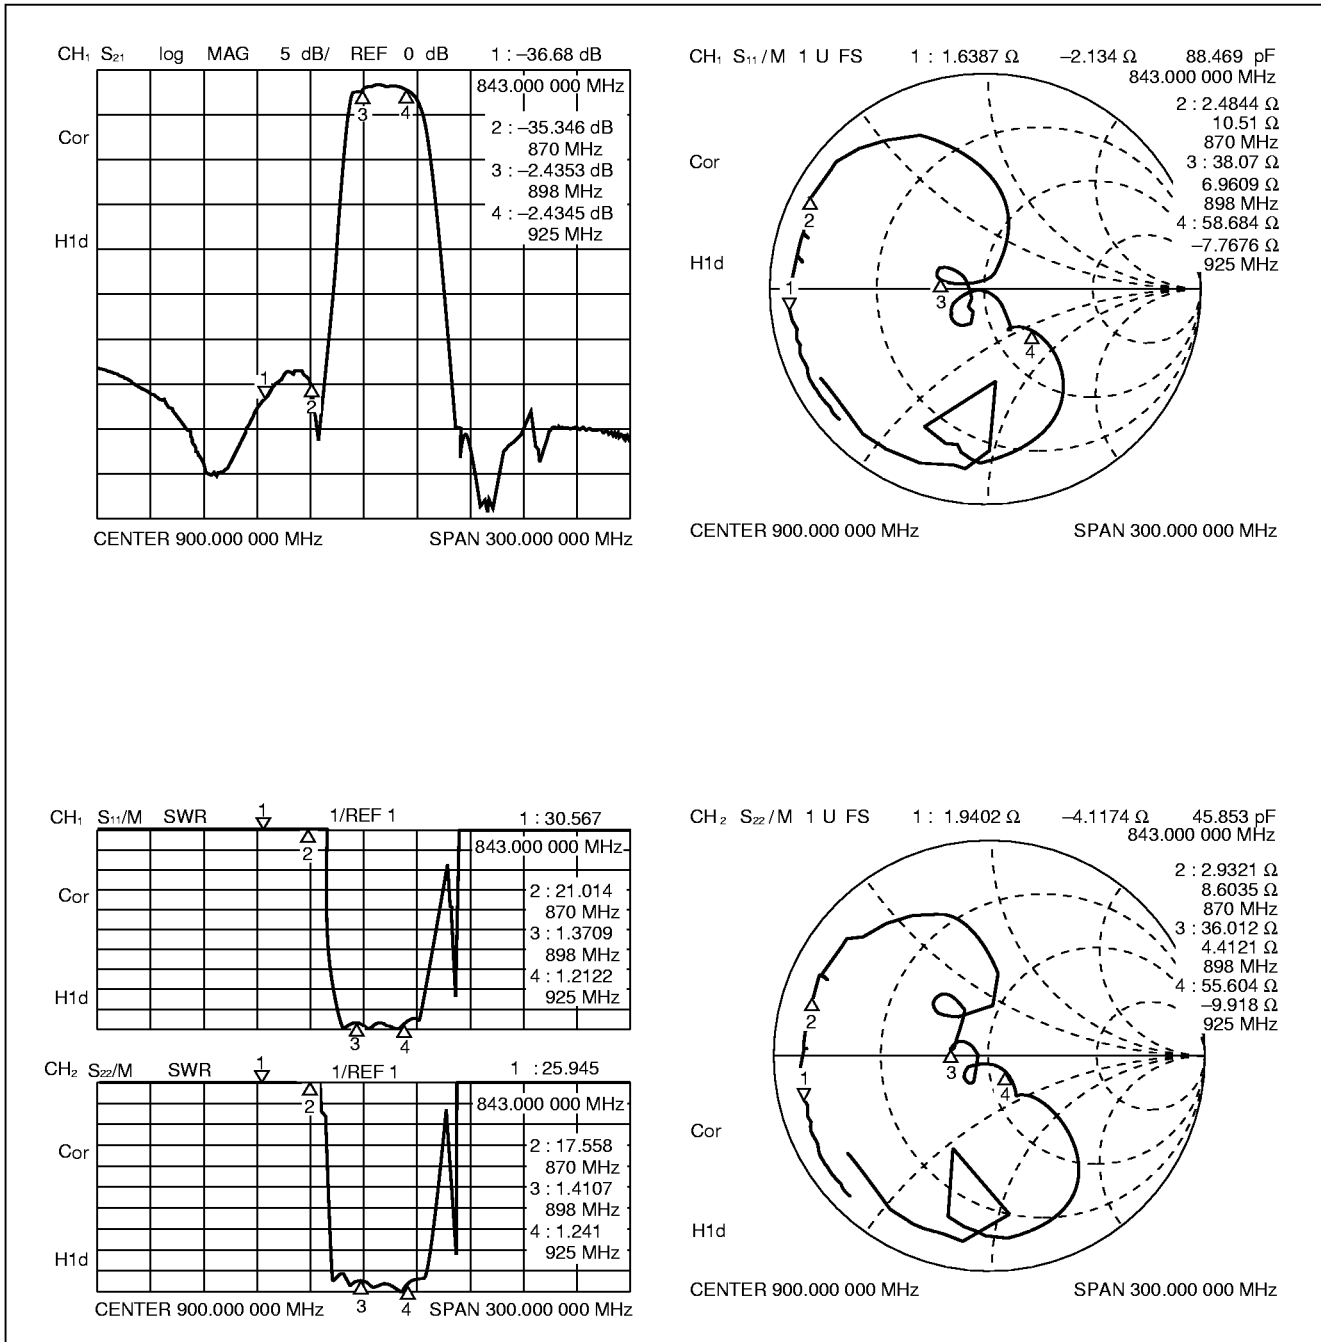 CH₁ S₂₁ log MAG 5 dB/ REF 0 dB 1 : –36.68 dB
843.000 000 MHz
Cor
2 : –35.346 dB
870 MHz
3 : –2.4353 dB
898 MHz
4 : –2.4345 dB
925 MHz
H1d
3
4
1
2
CENTER 900.000 000 MHz SPAN 300.000 000 MHz
CH₁ S₁₁/M 1 U FS 1 : 1.6387 Ω –2.134 Ω 88.469 pF
843.000 000 MHz
2 : 2.4844 Ω
10.51 Ω
870 MHz
Cor
3 : 38.07 Ω
6.9609 Ω
898 MHz
4 : 58.684 Ω
–7.7676 Ω
H1d
925 MHz
2
1
3
4
CENTER 900.000 000 MHz SPAN 300.000 000 MHz
CH₁ S₁₁/M SWR 1 1/REF 1 1 : 30.567
843.000 000 MHz
2
Cor
2 : 21.014
870 MHz
3 : 1.3709
898 MHz
4 : 1.2122
H1d
925 MHz
3 4
CH₂ S₂₂/M SWR 1 1/REF 1 1 : 25.945
843.000 000 MHz
2
Cor
2 : 17.558
870 MHz
3 : 1.4107
898 MHz
4 : 1.241
H1d
925 MHz
3 4
CENTER 900.000 000 MHz SPAN 300.000 000 MHz
CH₂ S₂₂/M 1 U FS 1 : 1.9402 Ω –4.1174 Ω 45.853 pF
843.000 000 MHz
2 : 2.9321 Ω
8.6035 Ω
870 MHz
3 : 36.012 Ω
4.4121 Ω
898 MHz
4 : 55.604 Ω
–9.918 Ω
925 MHz
2
3
1
4
Cor
H1d
CENTER 900.000 000 MHz SPAN 300.000 000 MHz